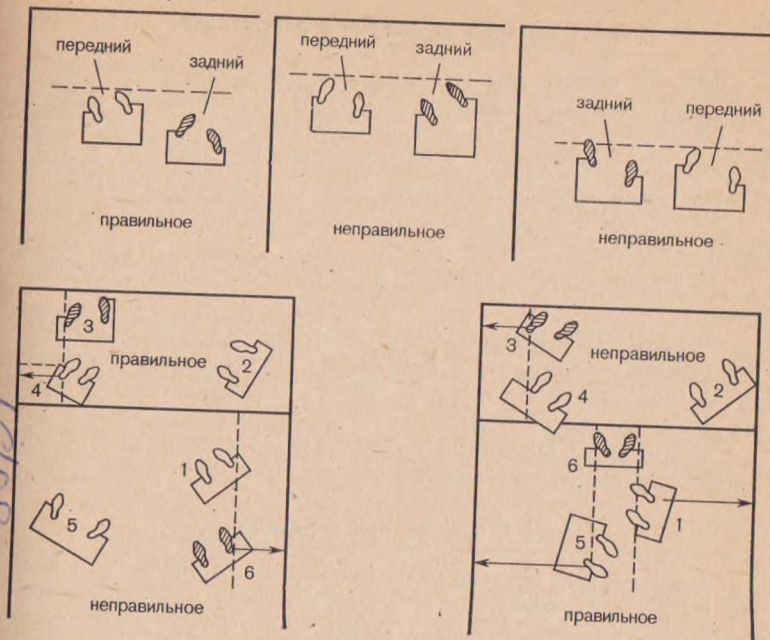 передний
задний
правильное
передний
задний
неправильное
задний
передний
неправильное
3
правильное
2
4
1
5
6
неправильное
3
неправильное
4
2
6
1
5
правильное